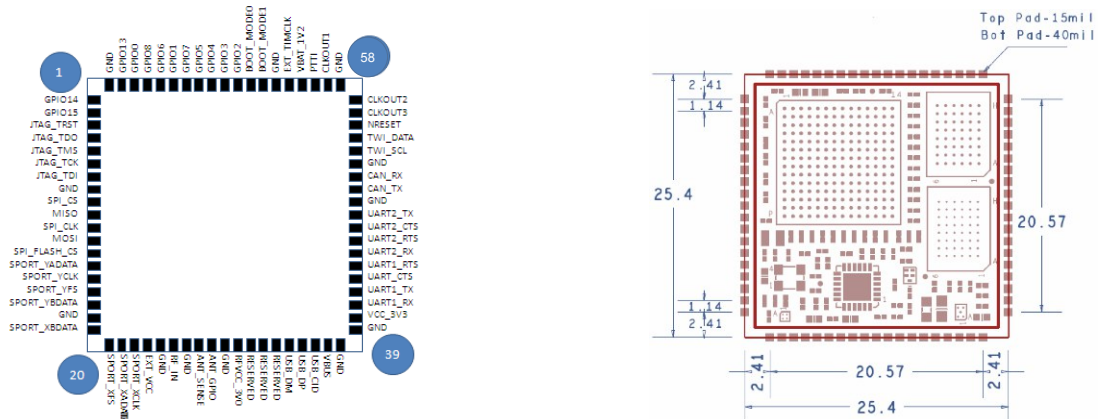 GND
GPIO13
GPIO0
GPIO8
GPIO6
GPIO1
GPIO7
GPIO5
GPIO4
GPIO3
GPIO2
BOOT_MODE0
BOOT_MODE1
GND
EXT_TIMCLK
VBAT_1V2
PTTI
CLKOUT1
GND
1
58
GPIO14
GPIO15
JTAG_TRST
JTAG_TDO
JTAG_TMS
JTAG_TCK
JTAG_TDI
GND
SPI_CS
MISO
SPI_CLK
MOSI
SPI_FLASH_CS
SPORT_YADATA
SPORT_YCLK
SPORT_YFS
SPORT_YBDATA
GND
SPORT_XBDATA
CLKOUT2
CLKOUT3
NRESET
TWI_DATA
TWI_SCL
GND
CAN_RX
CAN_TX
GND
UART2_TX
UART2_CTS
UART2_RTS
UART2_RX
UART1_RTS
UART_CTS
UART1_TX
UART1_RX
VCC_3V3
GND
20
39
SPORT_XFS
SPORT_XCLK
EXT_VCC
GND
RF_IN
GND
ANT_SENSE
ANT_GPIO
GND
RFVCC_3V0
RESERVED
RESERVED
RESERVED
USB_DM
USB_DP
USB_CID
VBUS
GND
Top Pad-15mil
Bot Pad-40mil
2.41
1.14
25.4
20.57
1.14
2.41
2.41
20.57
2.41
25.4